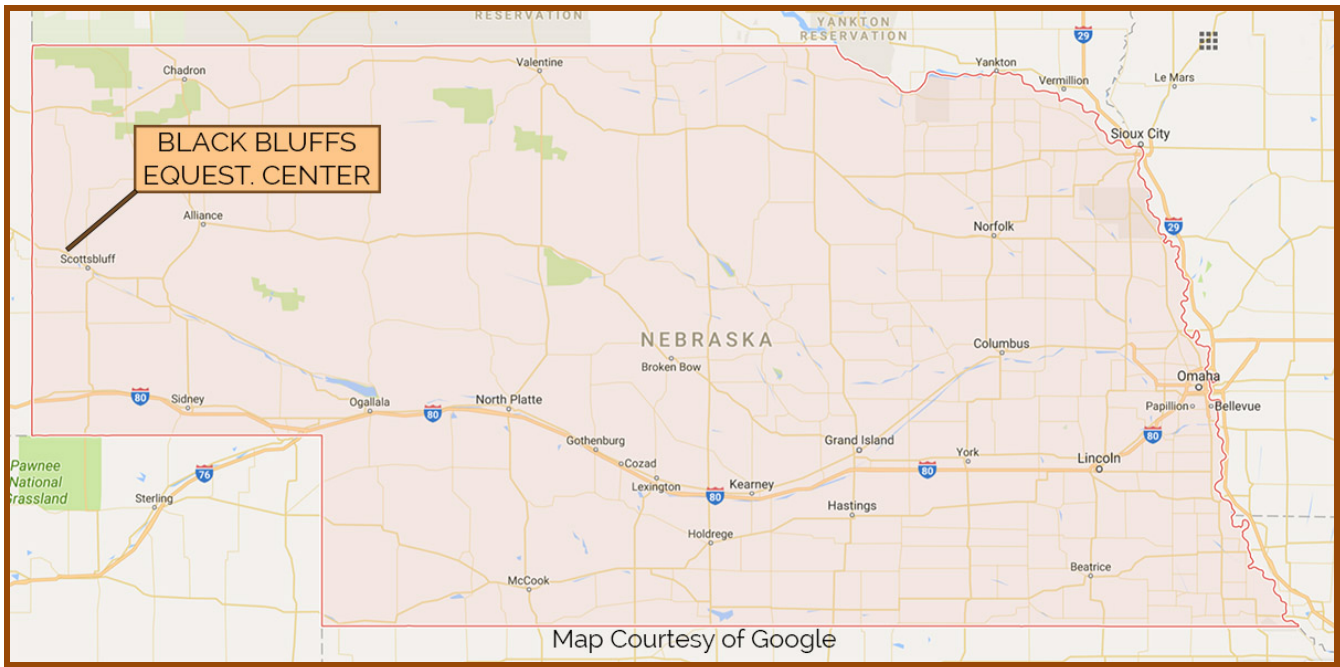 RESERVATION
YANKTON
RESERVATION
29
Chadron
Valentine
Yankton
Vermillion
Le Mars
BLACK BLUFFS
EQUEST. CENTER
Sioux City
Alliance
Norfolk
29
Scottsbluff
NEBRASKA
Columbus
Broken Bow
Omaha
80
Sidney
Ogallala
80
North Platte
Papillion
Bellevue
Gothenburg
Grand Island
80
Pawnee
National
Grassland
76
Cozad
York
Lincoln
80
Sterling
Lexington
80
Kearney
Hastings
Holdrege
McCook
Beatrice
Map Courtesy of Google